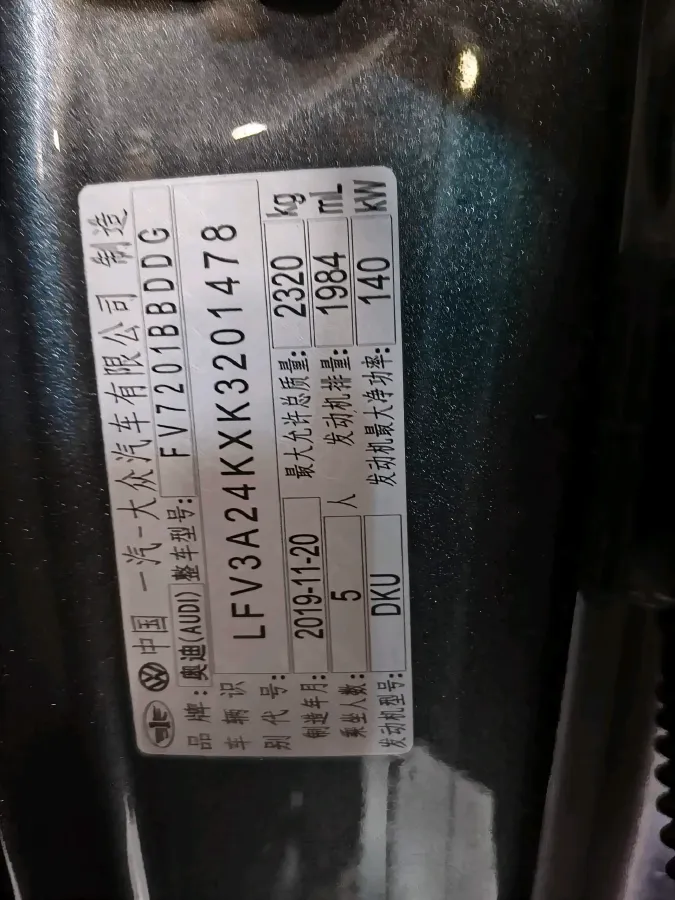 中国 一汽-大众汽车有限公司 制造
品牌: 奥迪(AUDI) 整车型号: FV7201BBDDG
车辆识别代号: LFV3A24KXK3201478
制造年月: 2019-11-20 最大允许总质量: 2320 kg
乘坐人数: 5 人 发动机排量: 1984 mL
发动机型号: DKU 发动机最大净功率: 140 kW